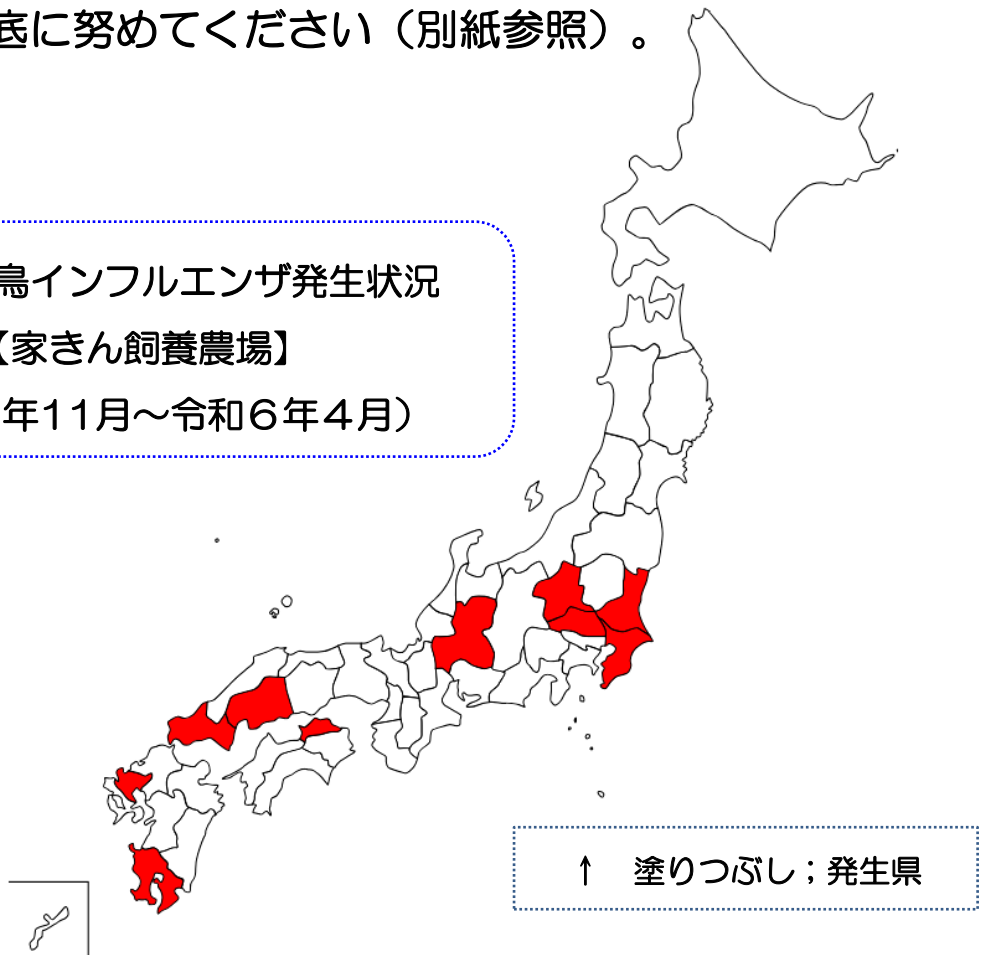 底に努めてください（別紙参照）。
鳥インフルエンザ発生状況
【家きん飼養農場】
年11月～令和６年４月）
↑　塗りつぶし；発生県